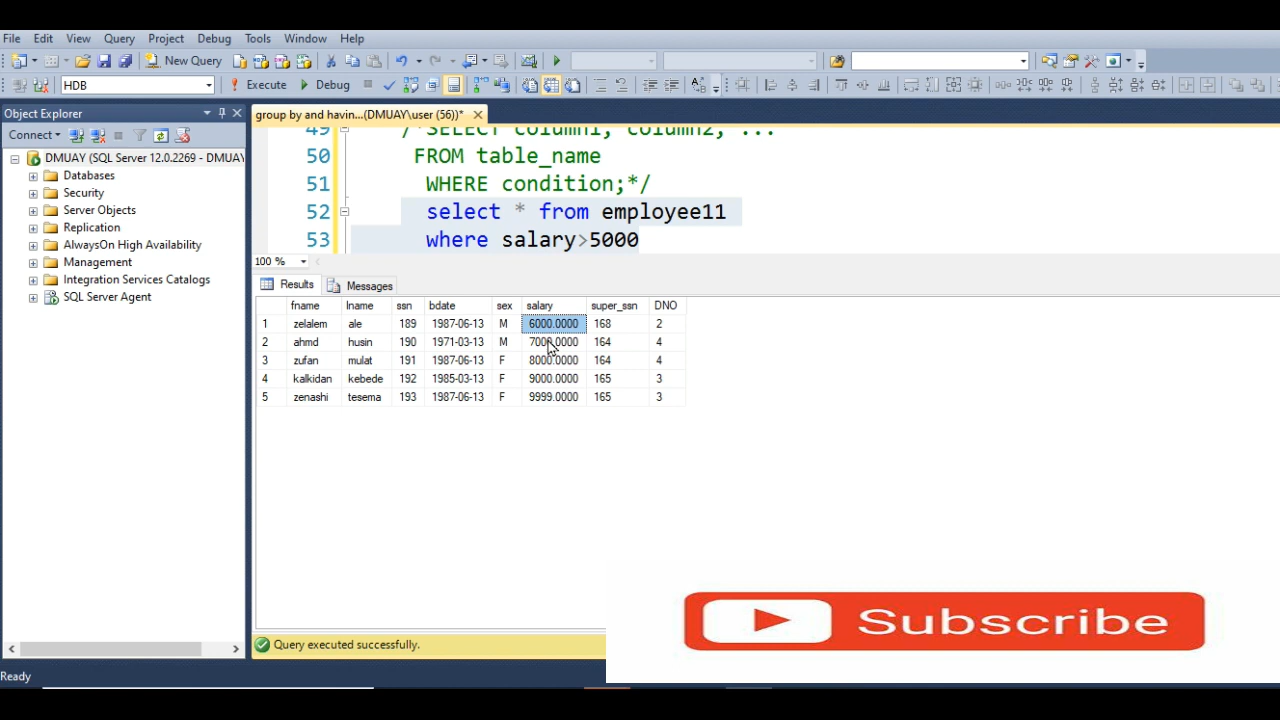 File Edit View Query Project Debug Tools Window Help
New Query
HDB Execute Debug
Object Explorer
group by and havin...(DMUAY\user (56))*
Connect
DMUAY (SQL Server 12.0.2269 - DMUAY
Databases
Security
Server Objects
Replication
AlwaysOn High Availability
Management
Integration Services Catalogs
SQL Server Agent
49 /*SELECT column1, column2, ...
50 FROM table_name
51 WHERE condition;*/
52 select * from employee11
53 where salary>5000
100 %
Results Messages
fname lname ssn bdate sex salary super_ssn DNO
1 zelalem ale 189 1987-06-13 M 6000.0000 168 2
2 ahmd husin 190 1971-03-13 M 7000.0000 164 4
3 zufan mulat 191 1987-06-13 F 8000.0000 164 4
4 kalkidan kebede 192 1985-03-13 F 9000.0000 165 3
5 zenashi tesema 193 1987-06-13 F 9999.0000 165 3
Subscribe
Query executed successfully.
Ready